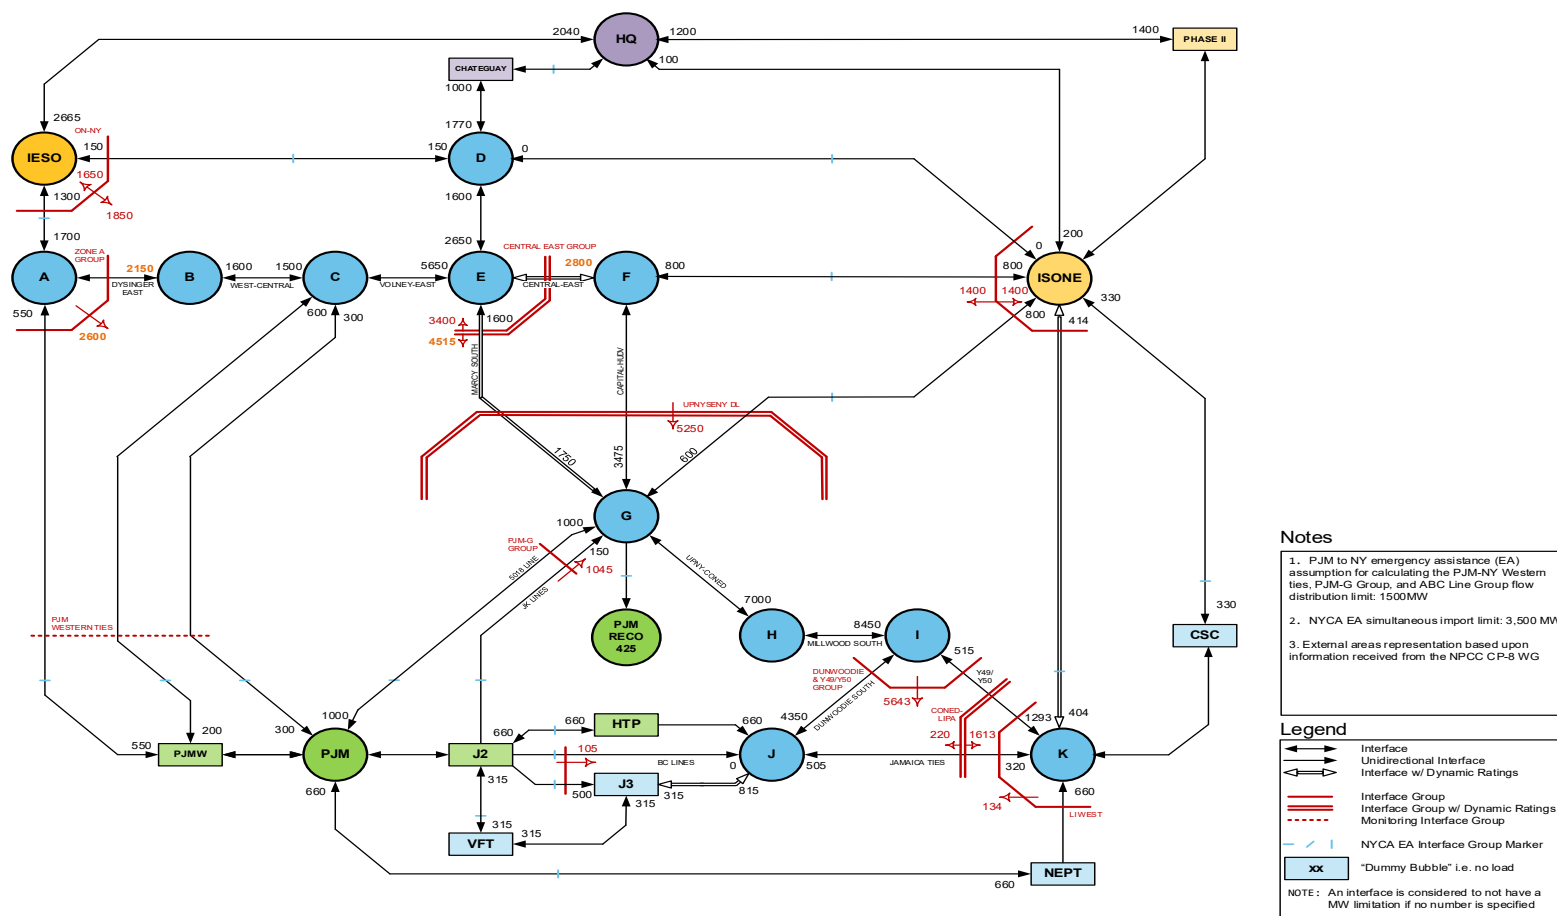 2040
HQ
1200
1400
PHASE II
CHATEGUAY
100
1000
2665
ON-NY
1770
IESO
150
150
D
0
1650
1300
1850
1600
1700
ZONE A
GROUP
2650
CENTRAL EAST GROUP
0
200
A
2150
B
1600
1500
C
5650
E
2800
F
800
800
ISONE
DYSINGER
EAST
WEST-CENTRAL
VOLNEY-EAST
CENTRAL-EAST
1400
1400
550
600
300
1600
800
414
330
2600
3400
4515
MARCY SOUTH
CAPITAL-HUDV
UPNYSENY DL
5250
1750
3475
600
G
1000
PJM-G
GROUP
150
1045
5018 LINE
JK LINES
UPNY-CONED
PJM
WESTERN TIES
PJM
RECO
425
7000
H
8450
MILLWOOD SOUTH
I
515
330
CSC
DUNWOODIE
& Y49/Y50
GROUP
DUNWOODIE SOUTH
5643
Y49/
Y50
CONED-
LIPA
1000
200
300
550
PJMW
PJM
660
HTP
660
4350
1293
404
660
J2
105
BC LINES
0
J
505
220
1613
JAMAICA TIES
320
K
660
315
500
J3
315
315
815
660
134
LI WEST
315
VFT
315
660
NEPT
Notes
1. PJM to NY emergency assistance (EA)
assumption for calculating the PJM-NY Western
ties, PJM-G Group, and ABC Line Group flow
distribution limit: 1500MW
2. NYCA EA simultaneous import limit: 3,500 MW
3. External areas representation based upon
information received from the NPCC CP-8 WG
Legend
Interface
Unidirectional Interface
Interface w/ Dynamic Ratings
Interface Group
Interface Group w/ Dynamic Ratings
Monitoring Interface Group
NYCA EA Interface Group Marker
xx
"Dummy Bubble" i.e. no load
NOTE: An interface is considered to not have a
MW limitation if no number is specified